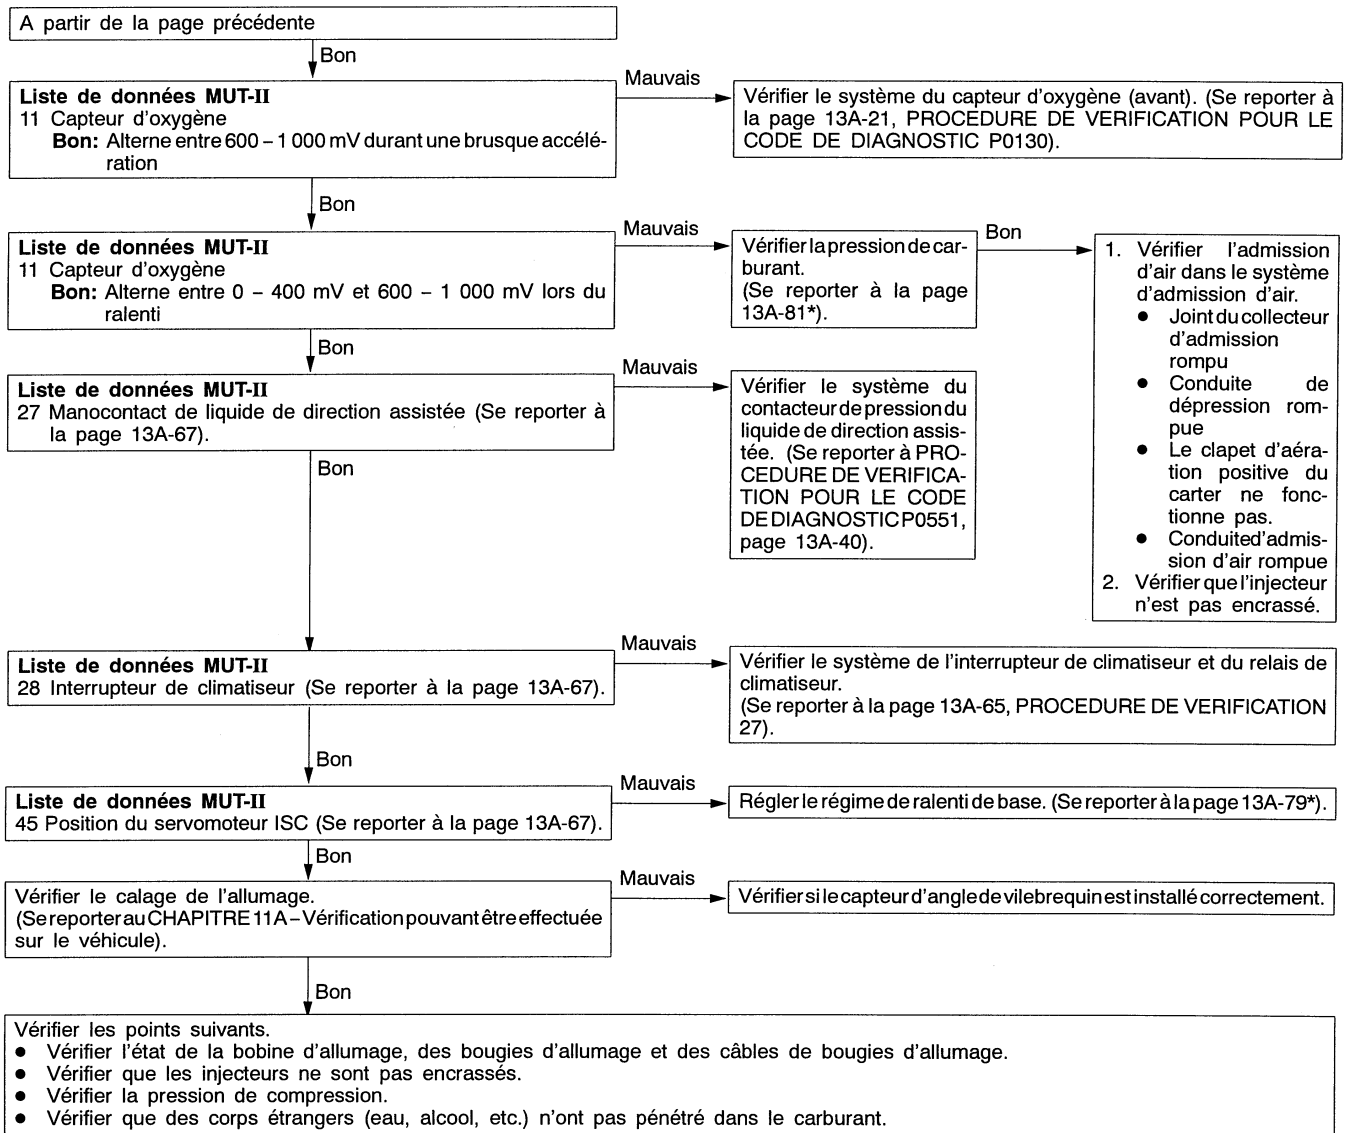 A partir de la page précédente
Bon
Liste de données MUT-II
11 Capteur d'oxygène
Bon: Alterne entre 600 – 1 000 mV durant une brusque accélé-
ration
Mauvais
Vérifier le système du capteur d'oxygène (avant). (Se reporter à
la page 13A-21, PROCEDURE DE VERIFICATION POUR LE
CODE DE DIAGNOSTIC P0130).
Bon
Liste de données MUT-II
11 Capteur d'oxygène
Bon: Alterne entre 0 – 400 mV et 600 – 1 000 mV lors du
ralenti
Mauvais
Vérifier la pression de car-
burant.
(Se reporter à la page
13A-81*).
Bon
1. Vérifier l'admission
d'air dans le système
d'admission d'air.
● Joint du collecteur
d'admission
rompu
● Conduite de
dépression rom-
pue
● Le clapet d'aéra-
tion positive du
carter ne fonc-
tionne pas.
● Conduite d'admis-
sion d'air rompue
2. Vérifier que l'injecteur
n'est pas encrassé.
Bon
Liste de données MUT-II
27 Manocontact de liquide de direction assistée (Se reporter à
la page 13A-67).
Mauvais
Vérifier le système du
contacteur de pression du
liquide de direction assis-
tée. (Se reporter à PRO-
CEDURE DE VERIFICA-
TION POUR LE CODE
DE DIAGNOSTIC P0551,
page 13A-40).
Bon
Liste de données MUT-II
28 Interrupteur de climatiseur (Se reporter à la page 13A-67).
Mauvais
Vérifier le système de l'interrupteur de climatiseur et du relais de
climatiseur.
(Se reporter à la page 13A-65, PROCEDURE DE VERIFICATION
27).
Bon
Liste de données MUT-II
45 Position du servomoteur ISC (Se reporter à la page 13A-67).
Mauvais
Régler le régime de ralenti de base. (Se reporter à la page 13A-79*).
Bon
Vérifier le calage de l'allumage.
(Se reporter au CHAPITRE 11A – Vérification pouvant être effectuée
sur le véhicule).
Mauvais
Vérifier si le capteur d'angle de vilebrequin est installé correctement.
Bon
Vérifier les points suivants.
● Vérifier l'état de la bobine d'allumage, des bougies d'allumage et des câbles de bougies d'allumage.
● Vérifier que les injecteurs ne sont pas encrassés.
● Vérifier la pression de compression.
● Vérifier que des corps étrangers (eau, alcool, etc.) n'ont pas pénétré dans le carburant.